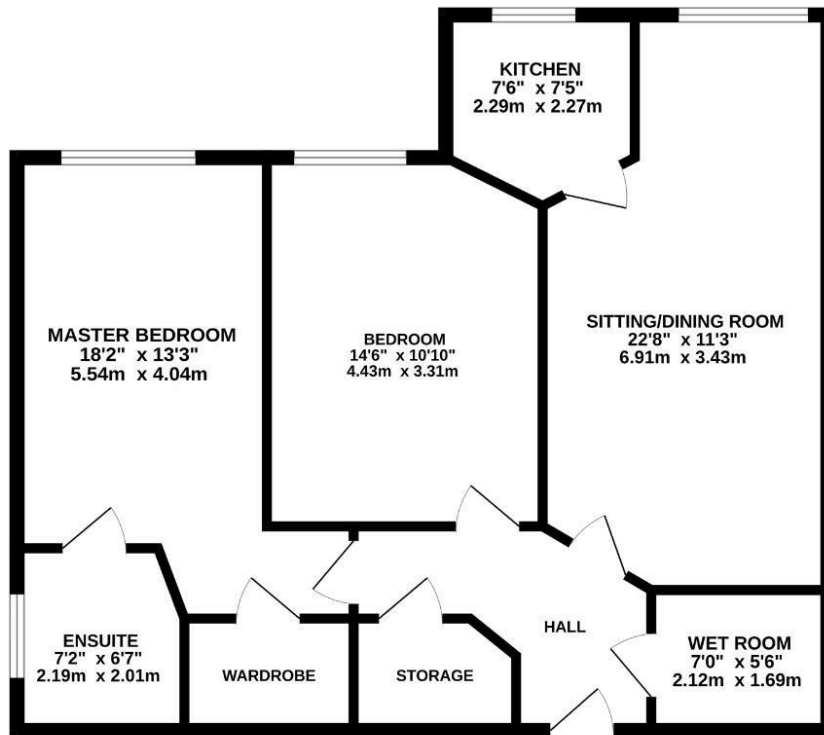 KITCHEN
7'6" x 7'5"
2.29m x 2.27m
MASTER BEDROOM
18'2" x 13'3"
5.54m x 4.04m
BEDROOM
14'6" x 10'10"
4.43m x 3.31m
SITTING/DINING ROOM
22'8" x 11'3"
6.91m x 3.43m
ENSUITE
7'2" x 6'7"
2.19m x 2.01m
WARDROBE
STORAGE
HALL
WET ROOM
7'0" x 5'6"
2.12m x 1.69m